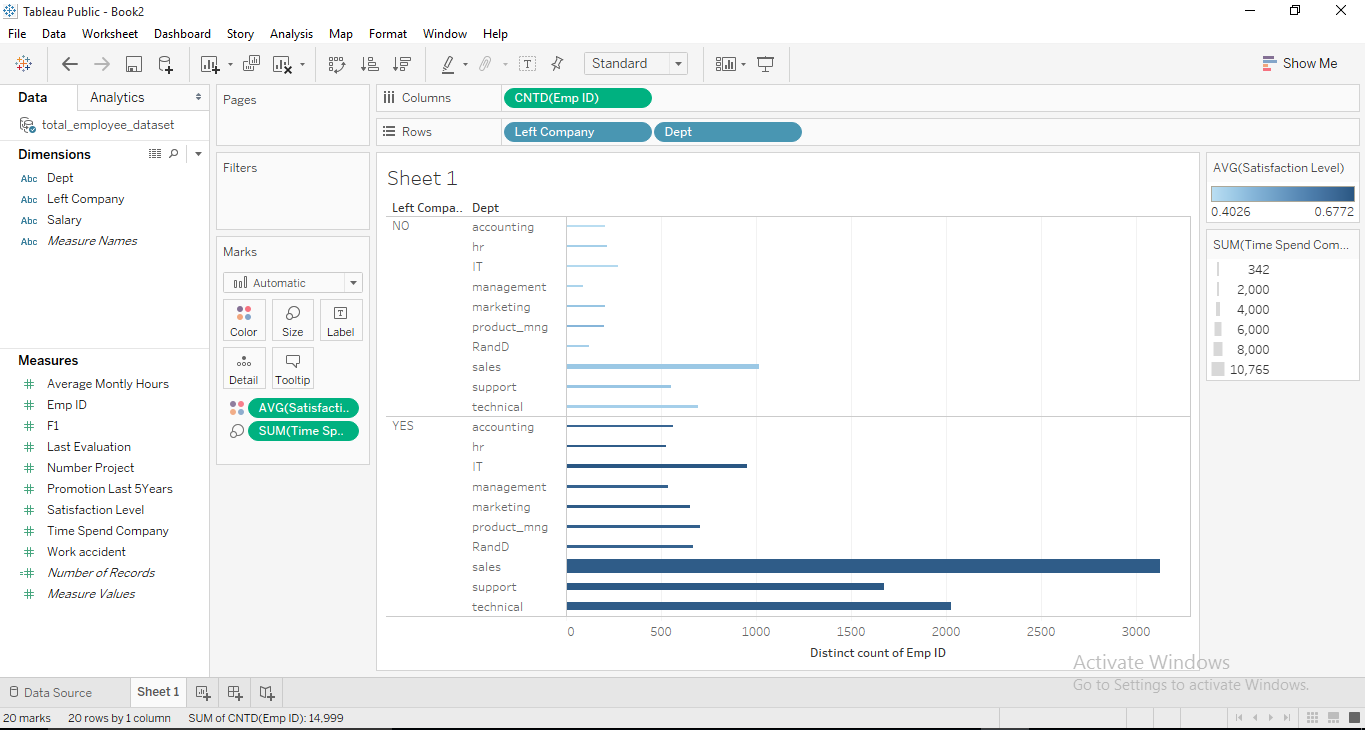 Tableau Public - Book2
File Data Worksheet Dashboard Story Analysis Map Format Window Help
Standard
Show Me
Data
Analytics
total_employee_dataset
Dimensions
Abc Dept
Abc Left Company
Abc Salary
Abc Measure Names
Measures
Average Montly Hours
Emp ID
F1
Last Evaluation
Number Project
Promotion Last 5Years
Satisfaction Level
Time Spend Company
Work accident
Number of Records
Measure Values
Pages
Filters
Marks
Automatic
Color Size Label
Detail Tooltip
AVG(Satisfacti..
SUM(Time Sp..
Columns CNTD(Emp ID)
Rows Left Company Dept
Sheet 1
Left Compa.. Dept
NO accounting
hr
IT
management
marketing
product_mng
RandD
sales
support
technical
YES accounting
hr
IT
management
marketing
product_mng
RandD
sales
support
technical
0 500 1000 1500 2000 2500 3000
Distinct count of Emp ID
AVG(Satisfaction Level)
0.4026 0.6772
SUM(Time Spend Com...
342
2,000
4,000
6,000
8,000
10,765
Activate Windows
Go to Settings to activate Windows.
Data Source Sheet 1
20 marks 20 rows by 1 column SUM of CNTD(Emp ID): 14,999